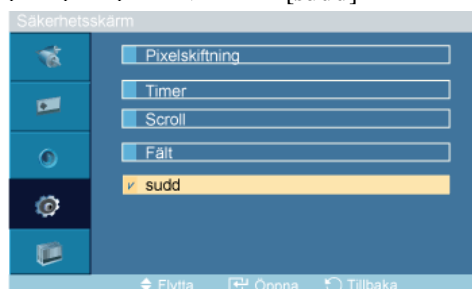 Säkerhetsskärm
Pixelskiftning
Timer
Scroll
Fält
sudd
Flytta Öppna Tillbaka